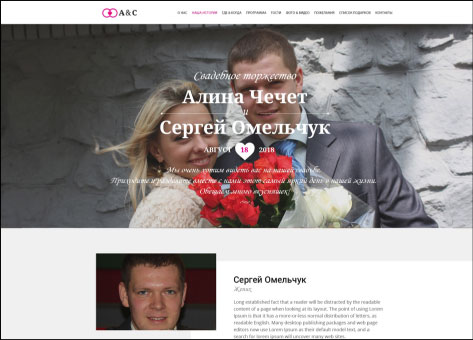 A & C
О НАС НАША ИСТОРИЯ ГДЕ & КОГДА ПРОГРАММА ГОСТИ ФОТО & ВИДЕО ПОЖЕЛАНИЯ СПИСОК ПОДАРКОВ КОНТАКТЫ
Свадебное торжество
Алина Чечет
и
Сергей Омельчук
АВГУСТ 18 2018
Мы очень хотим видеть вас на нашей свадьбе.
Приходите и разделите вместе с нами этот самый яркий день в нашей жизни.
Обещаем много вкусняшек!
Сергей Омельчук
Жених
Long established fact that a reader will be distracted by the readable
content of a page when looking at its layout. The point of using Lorem
Ipsum is that it has a more-or-less normal distribution of letters, as
readable English. Many desktop publishing packages and web page
editors now use Lorem Ipsum as their default model text, and a
search for lorem ipsum will uncover many web sites.